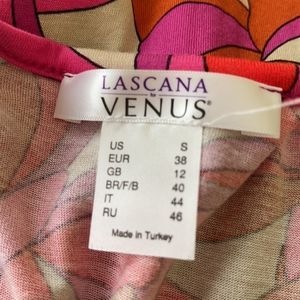 LASCANA
by
VENUS®
US S
EUR 38
GB 12
BR/F/B 40
IT 44
RU 46
Made in Turkey